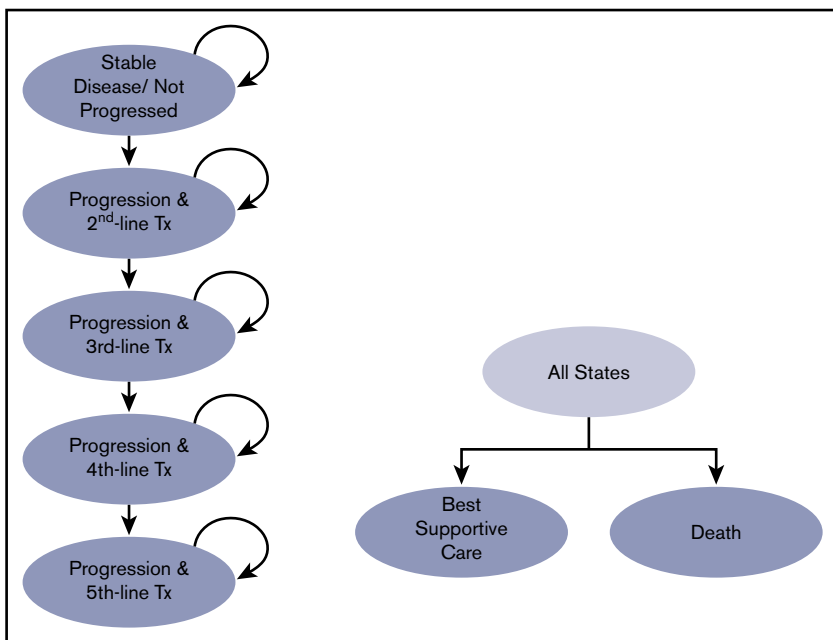 Stable
Disease/ Not
Progressed
Progression &
2nd-line Tx
Progression &
3rd-line Tx
Progression &
4th-line Tx
Progression &
5th-line Tx
All States
Best
Supportive
Care
Death